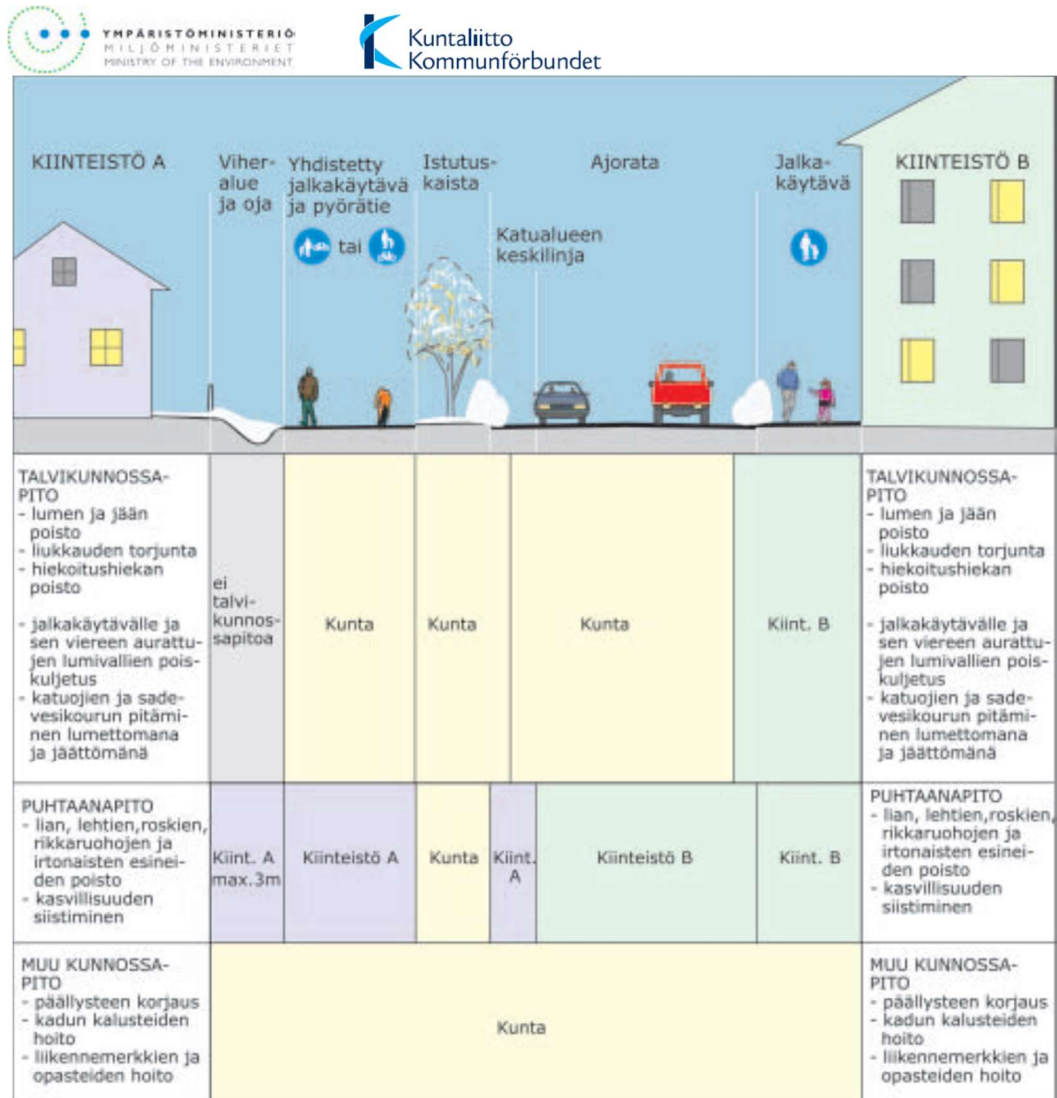 YMPÄRISTÖMINISTERIÖ
MILJÖMINISTERIET
MINISTRY OF THE ENVIRONMENT
Kuntaliitto
Kommunförbundet
KIINTEISTÖ A
Viher-
alue
ja oja
Yhdistetty
jalkakäytävä
ja pyörätie
tai
Istutus-
kaista
Katualueen
keskilinja
Ajorata
Jalka-
käytävä
KIINTEISTÖ B
TALVIKUNNOSSA-
PITO
- lumen ja jään
poisto
- liukkauden torjunta
- hiekoitushiekan
poisto
- jalkakäytävälle ja
sen viereen aurattu-
jen lumivallien pois-
kuljetus
- katuojien ja sade-
vesikourun pitämi-
nen lumettomana
ja jäättömänä
ei
talvi-
kunnos-
sapitoa
Kunta
Kunta
Kunta
Kiint. B
TALVIKUNNOSSA-
PITO
- lumen ja jään
poisto
- liukkauden torjunta
- hiekoitushiekan
poisto
- jalkakäytävälle ja
sen viereen aurattu-
jen lumivallien pois-
kuljetus
- katuojien ja sade-
vesikourun pitämi-
nen lumettomana
ja jäättömänä
PUHTAANAPITO
- lian, lehtien,roskien,
rikkaruohojen ja
irtonaisten esinei-
den poisto
- kasvillisuuden
siistiminen
Kiint. A
max.3m
Kiinteistö A
Kunta
Kiint.
A
Kiinteistö B
Kiint. B
PUHTAANAPITO
- lian, lehtien,roskien,
rikkaruohojen ja
irtonaisten esinei-
den poisto
- kasvillisuuden
siistiminen
MUU KUNNOSSA-
PITO
- päällysteen korjaus
- kadun kalusteiden
hoito
- liikennemerkkien ja
opasteiden hoito
Kunta
MUU KUNNOSSA-
PITO
- päällysteen korjaus
- kadun kalusteiden
hoito
- liikennemerkkien ja
opasteiden hoito